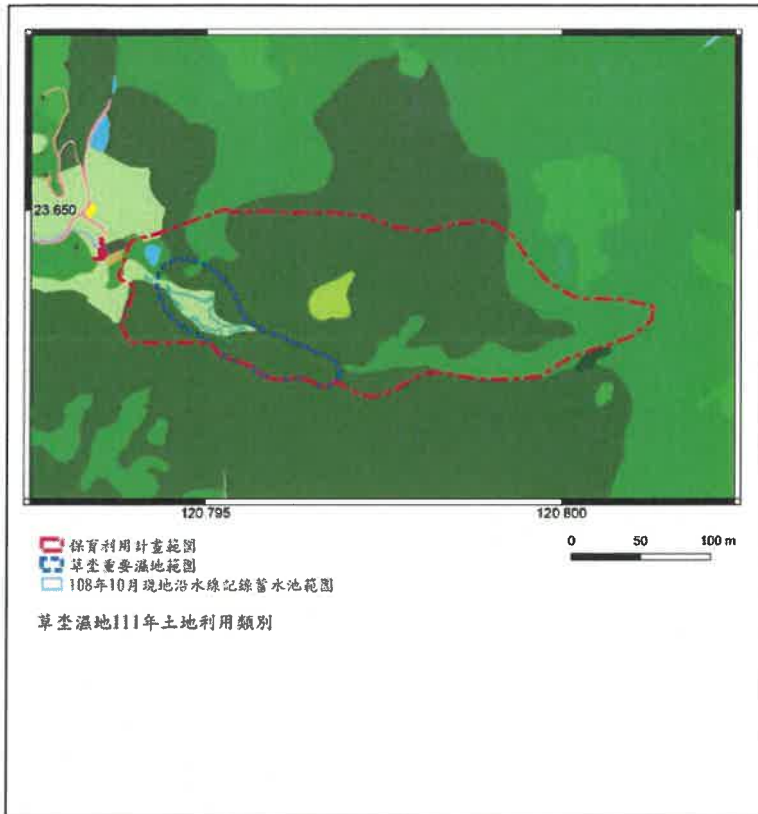 23.650
120.795
120.800
保育利用計畫範圍
草坔重要濕地範圍
108年10月現地沿水線記錄蓄水池範圍
0 50 100 m
草坔濕地111年土地利用類別